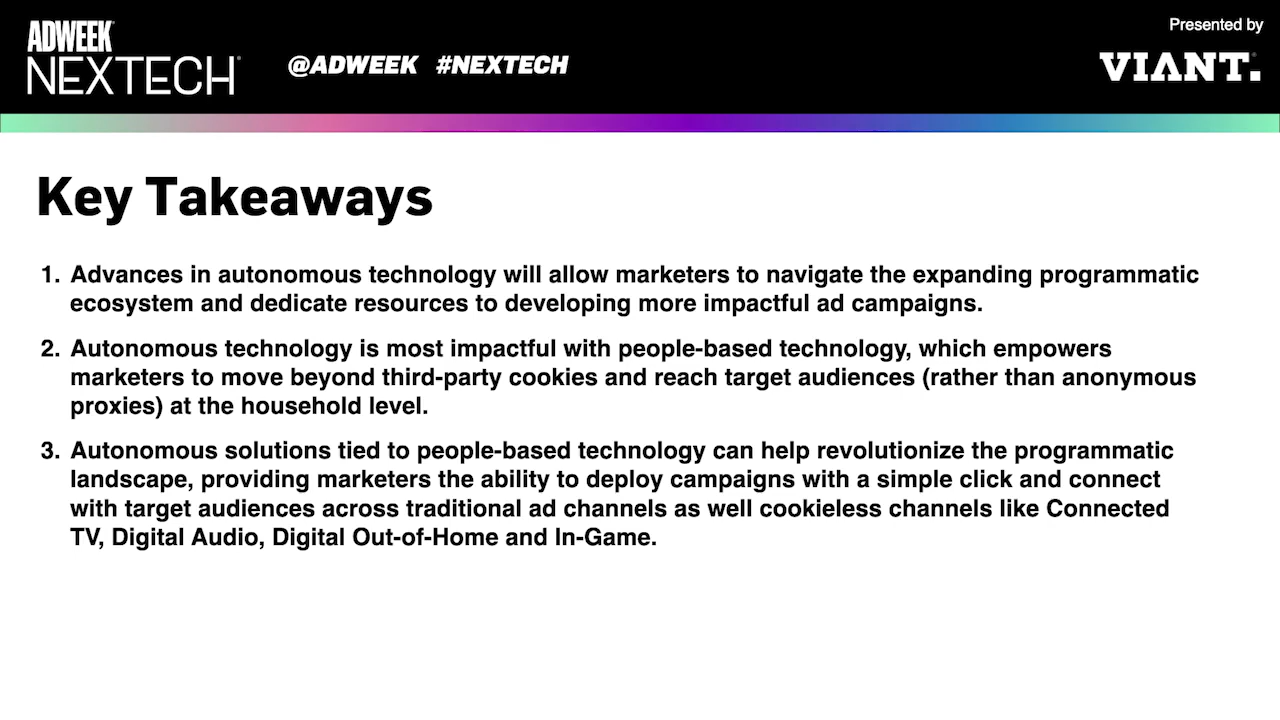 ADWEEK
NEXTECH
@ADWEEK #NEXTECH
Presented by
VIANT.
Key Takeaways
1. Advances in autonomous technology will allow marketers to navigate the expanding programmatic
ecosystem and dedicate resources to developing more impactful ad campaigns.
2. Autonomous technology is most impactful with people-based technology, which empowers
marketers to move beyond third-party cookies and reach target audiences (rather than anonymous
proxies) at the household level.
3. Autonomous solutions tied to people-based technology can help revolutionize the programmatic
landscape, providing marketers the ability to deploy campaigns with a simple click and connect
with target audiences across traditional ad channels as well cookieless channels like Connected
TV, Digital Audio, Digital Out-of-Home and In-Game.